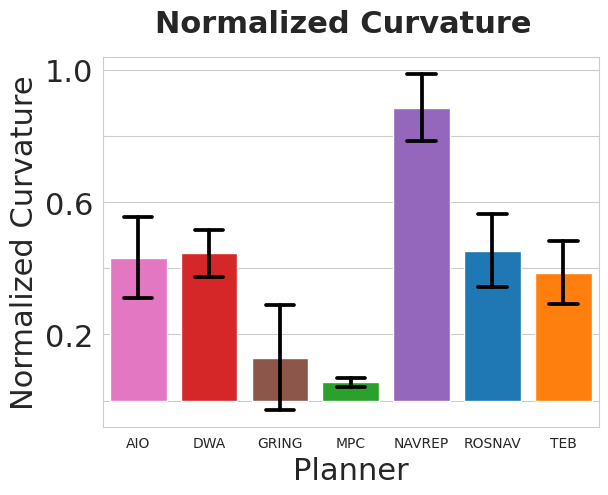 Normalized Curvature
Normalized Curvature
1.0
0.6
0.2
AIO DWA GRING MPC NAVREP ROSNAV TEB
Planner